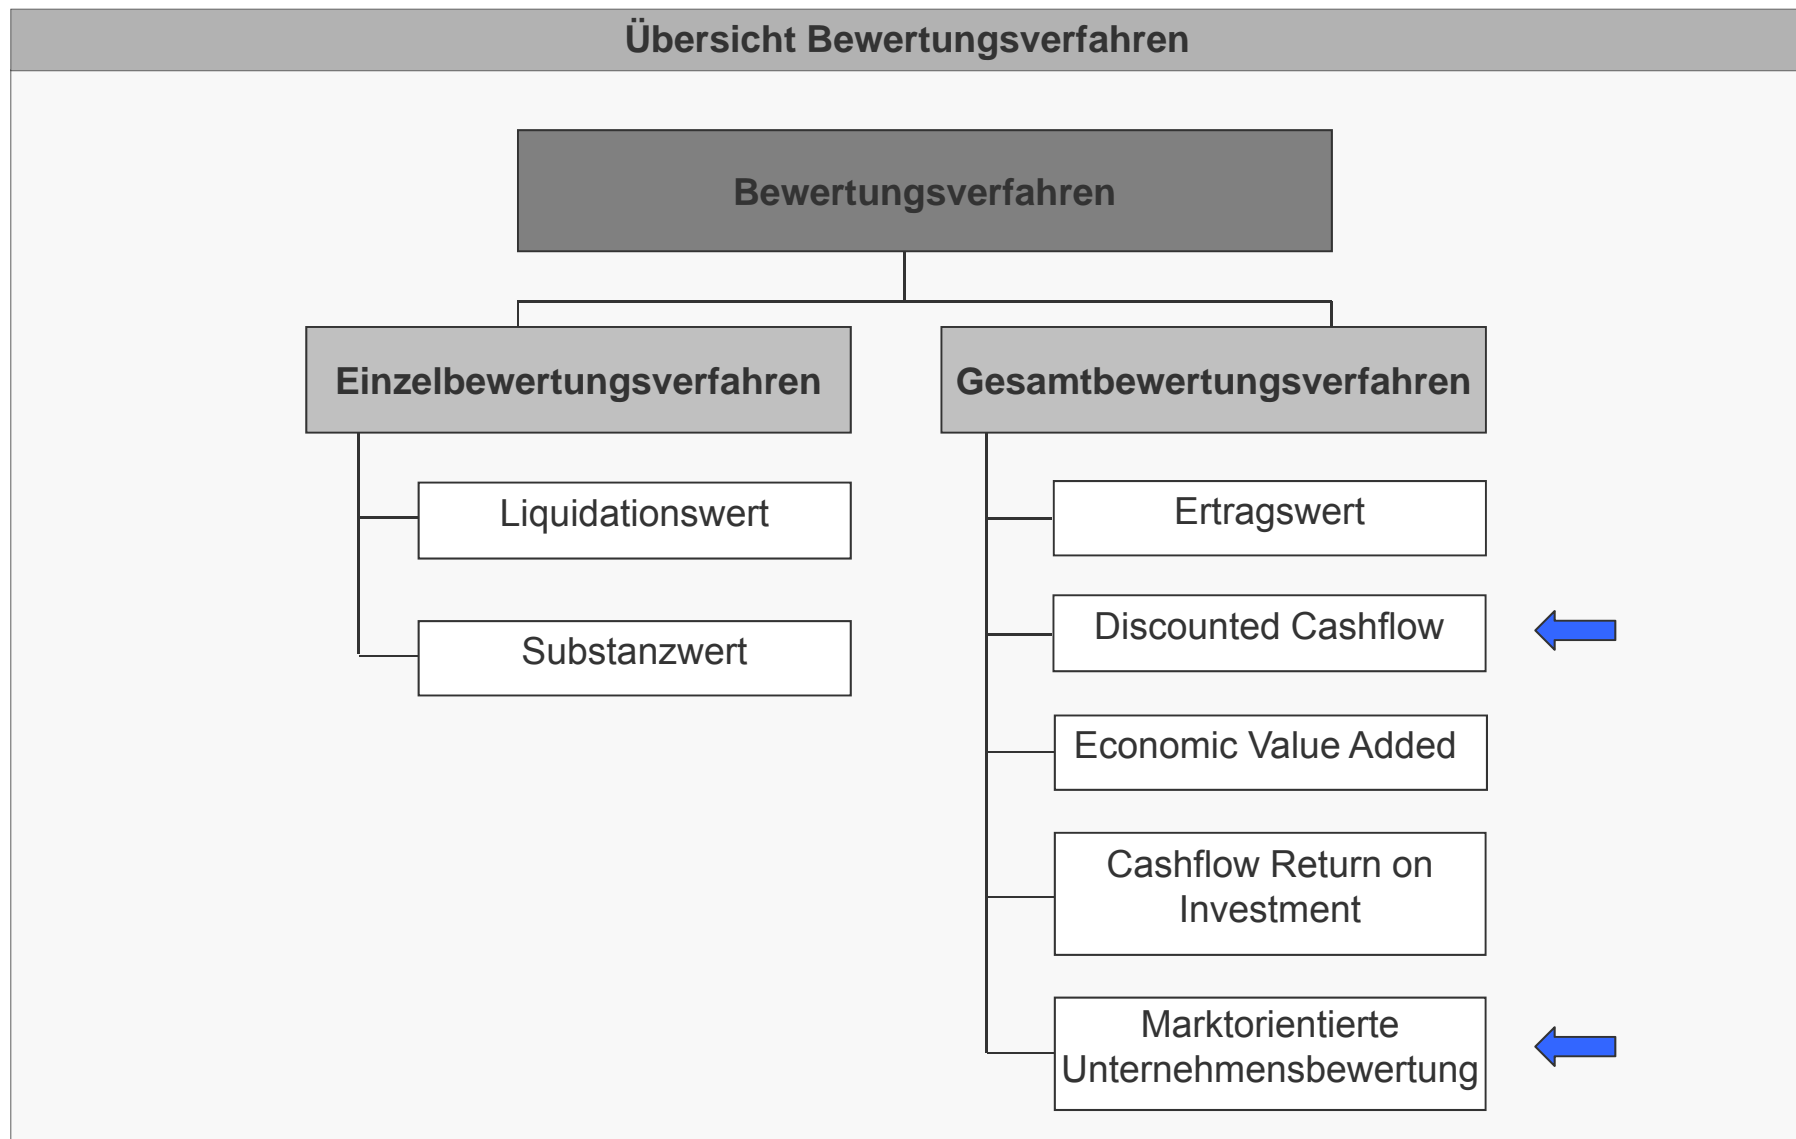 Übersicht Bewertungsverfahren
Bewertungsverfahren
Einzelbewertungsverfahren
Liquidationswert
Substanzwert
Gesamtbewertungsverfahren
Ertragswert
Discounted Cashflow
Economic Value Added
Cashflow Return on
Investment
Marktorientierte
Unternehmensbewertung